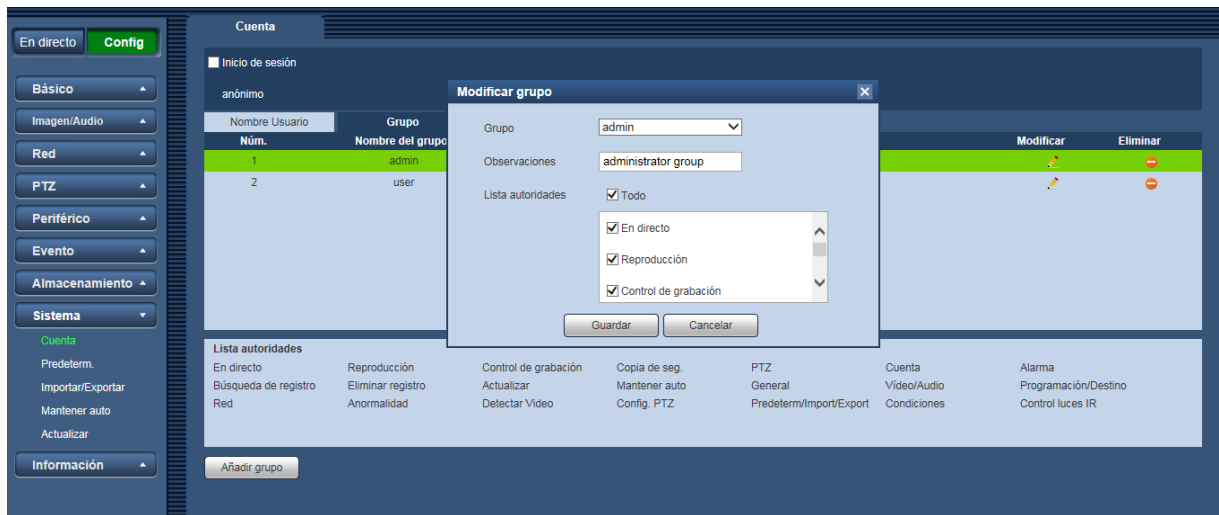 Cuenta
En directo Config
Inicio de sesión
anónimo
Básico
Imagen/Audio
Red
PTZ
Periférico
Evento
Almacenamiento
Sistema
Cuenta
Predeterm.
Importar/Exportar
Mantener auto
Actualizar
Información
Nombre Usuario Grupo
Núm. Nombre del grupo Modificar Eliminar
1 admin
2 user
Modificar grupo
Grupo admin
Observaciones administrator group
Lista autoridades Todo
En directo
Reproducción
Control de grabación
Guardar Cancelar
Lista autoridades
En directo Reproducción Control de grabación Copia de seg. PTZ Cuenta Alarma
Búsqueda de registro Eliminar registro Actualizar Mantener auto General Vídeo/Audio Programación/Destino
Red Anormalidad Detectar Video Config. PTZ Predeterm/Import/Export Condiciones Control luces IR
Añadir grupo